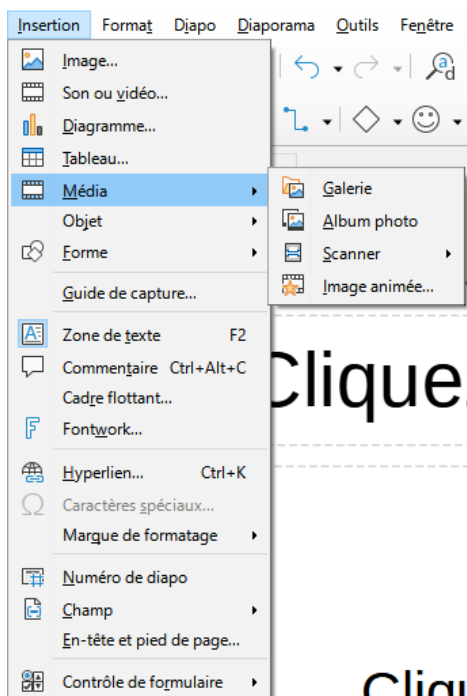 Insertion Format Diapo Diaporama Outils Fenêtre
Image...
Son ou vidéo...
Diagramme...
Tableau...
Média
Galerie
Objet
Album photo
Forme
Scanner
Guide de capture...
Image animée...
Zone de texte F2
Commentaire Ctrl+Alt+C
Cadre flottant...
Fontwork...
Hyperlien... Ctrl+K
Caractères spéciaux...
Marque de formatage
Numéro de diapo
Champ
En-tête et pied de page...
Contrôle de formulaire
Clique
Cliqu